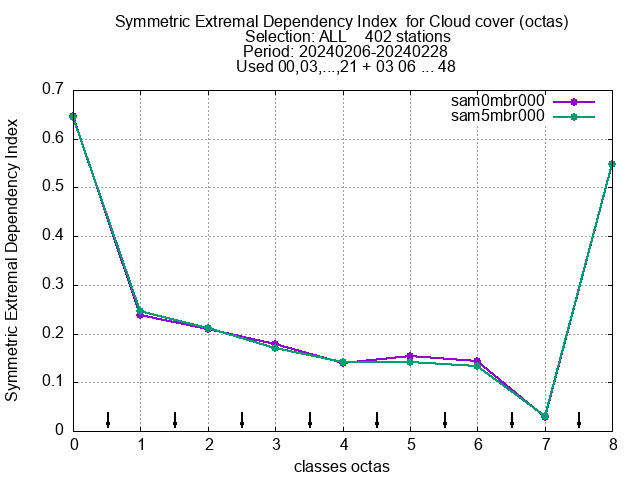 Symmetric Extremal Dependency Index  for Cloud cover (octas)
Selection: ALL    402 stations
Period: 20240206-20240228
Used 00,03,...,21 + 03 06 ... 48
sam0mbr000
sam5mbr000
Symmetric Extremal Dependency Index
0.7
0.6
0.5
0.4
0.3
0.2
0.1
0
0 1 2 3 4 5 6 7 8
classes octas